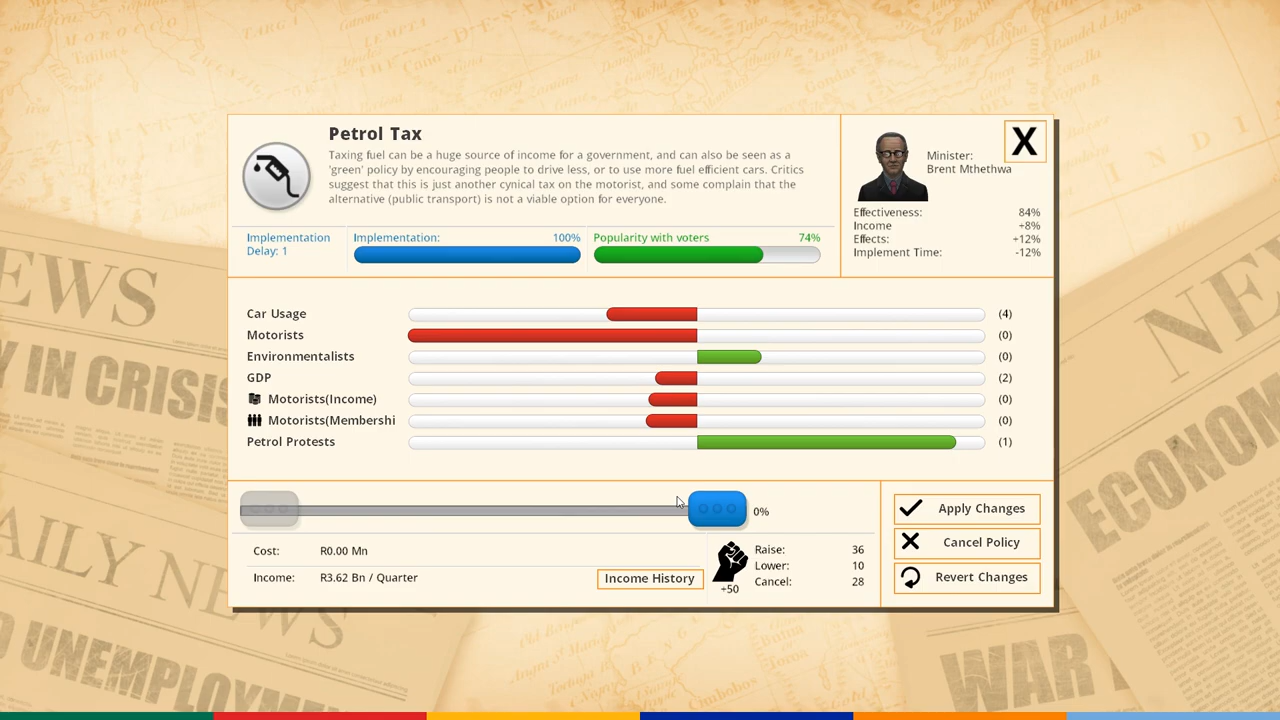 Petrol Tax
Taxing fuel can be a huge source of income for a government, and can also be seen as a
'green' policy by encouraging people to drive less, or to use more fuel efficient cars. Critics
suggest that this is just another cynical tax on the motorist, and some complain that the
alternative (public transport) is not a viable option for everyone.
Implementation
Delay: 1
Implementation: 100%
Popularity with voters 74%
X
Minister:
Brent Mthethwa
Effectiveness: 84%
Income +8%
Effects: +12%
Implement Time: -12%
Car Usage (4)
Motorists (0)
Environmentalists (0)
GDP (2)
Motorists(Income) (0)
Motorists(Membershi (0)
Petrol Protests (1)
0%
Cost: R0.00 Mn
Income: R3.62 Bn / Quarter
Income History
+50
Raise: 36
Lower: 10
Cancel: 28
Apply Changes
Cancel Policy
Revert Changes
EWS
Y IN CRISIS
AILY NEWS
UNEMPLOYM
NE
ECONOM
WAR